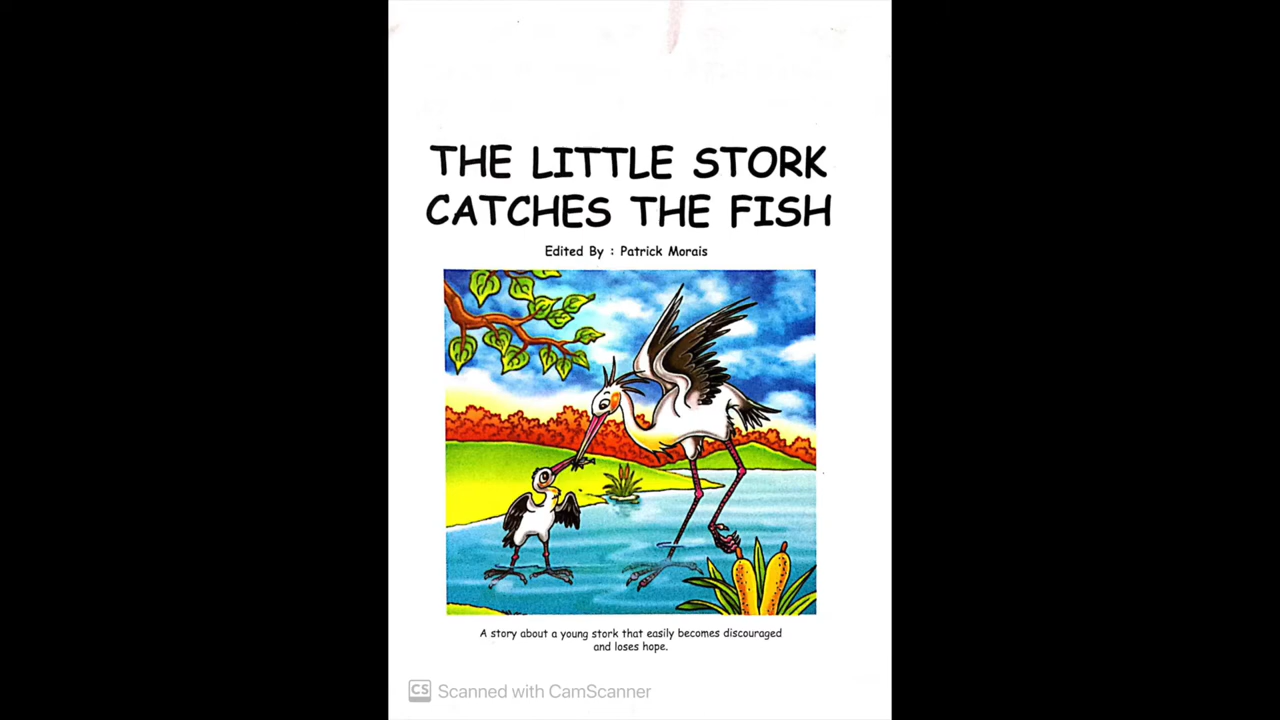 THE LITTLE STORK
CATCHES THE FISH
Edited By : Patrick Morais
A story about a young stork that easily becomes discouraged
and loses hope.
CS Scanned with CamScanner